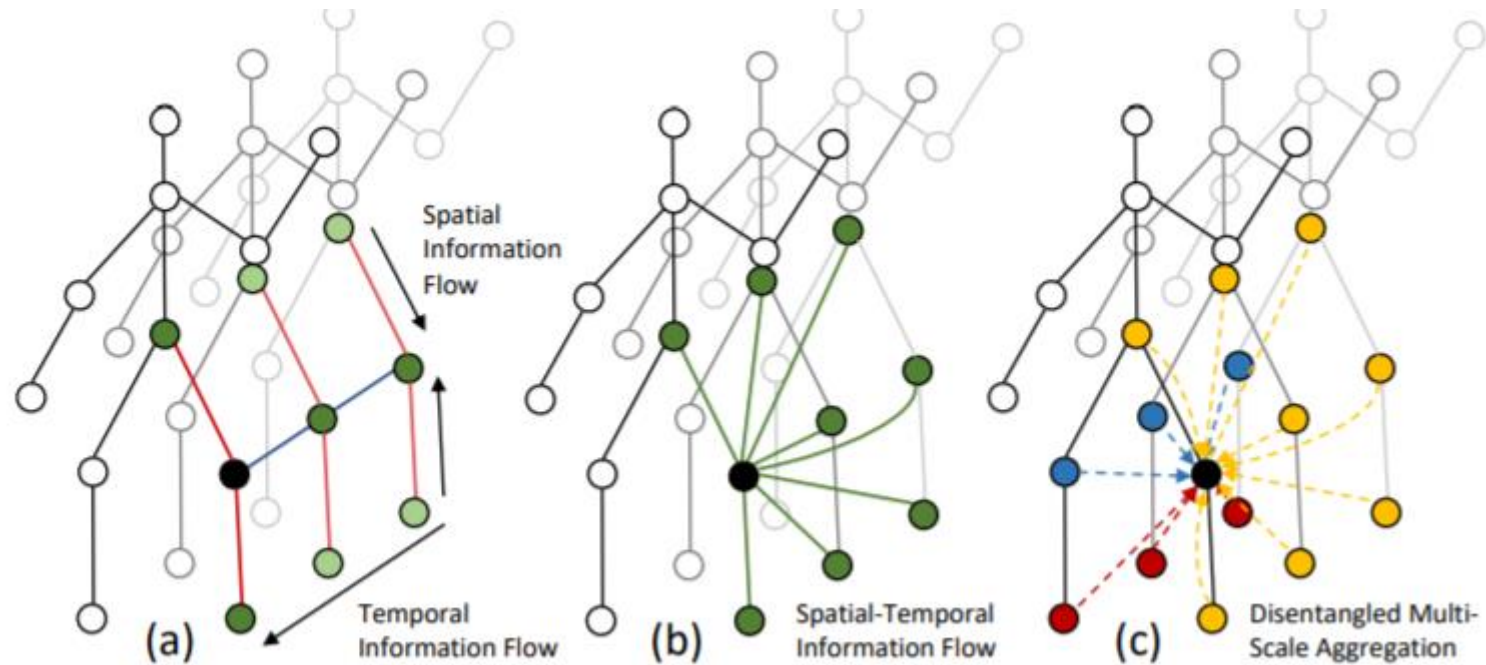 Spatial
Information
Flow
(a)
Temporal
Information Flow
(b)
Spatial-Temporal
Information Flow
(c)
Disentangled Multi-
Scale Aggregation